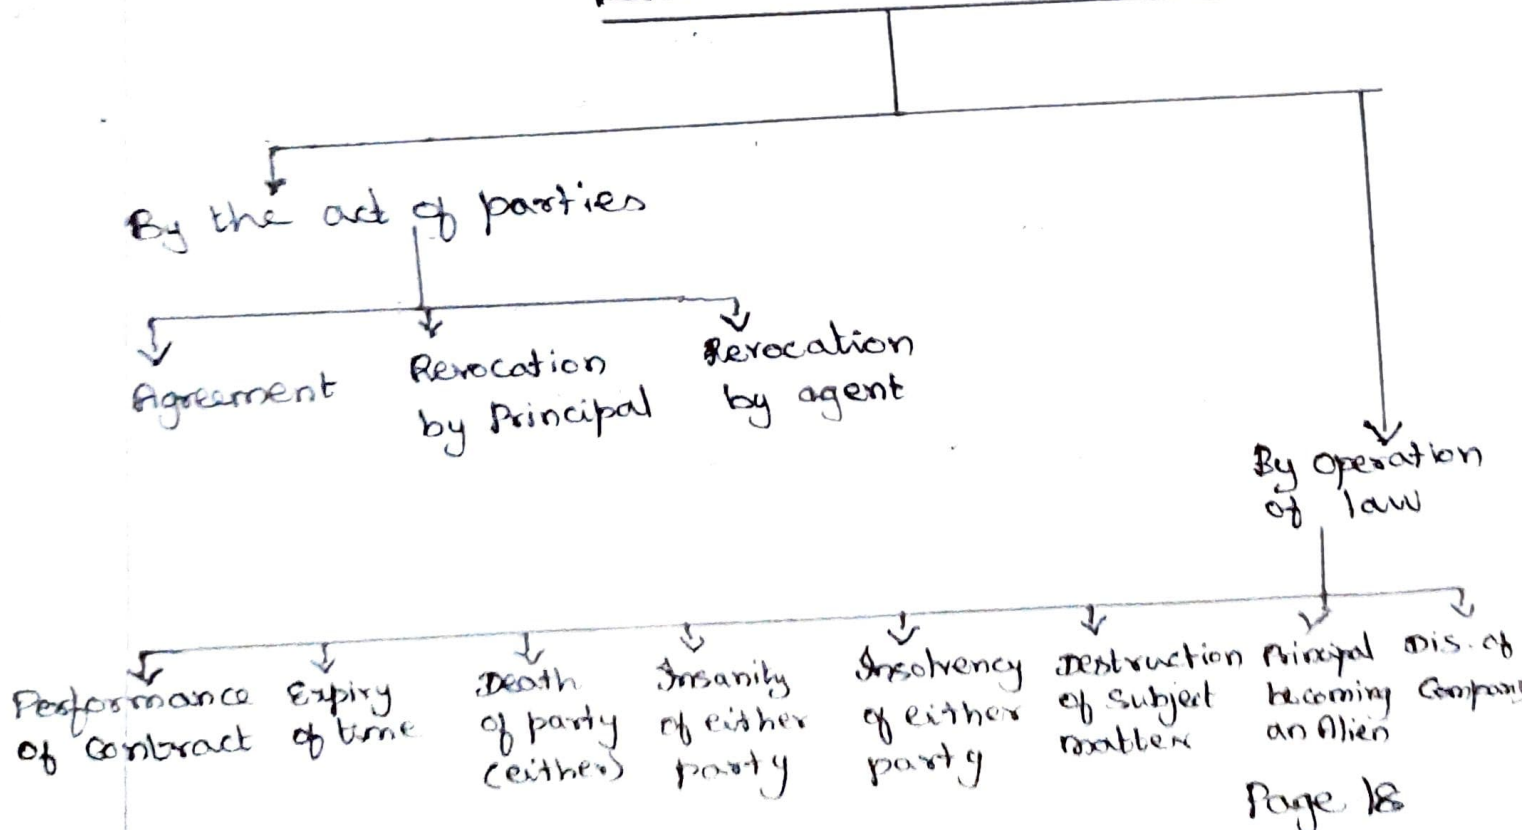 By the act of parties
Agreement
Revocation
by Principal
Revocation
by agent
By operation
of law
Performance
of contract
Expiry
of time
Death
of party
(either)
Insanity
of either
party
Insolvency
of either
party
Destruction
of subject
matter
Principal
becoming
an Alien
Dis. of
Company
Page 18